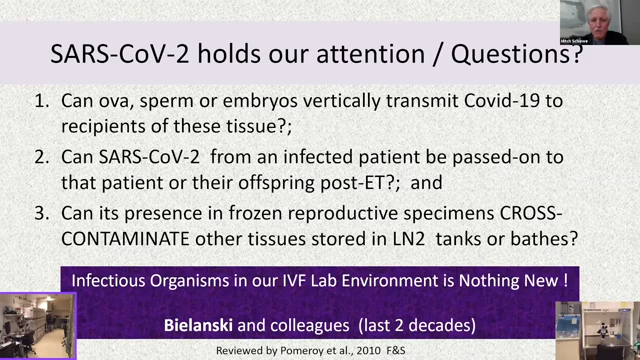 SARS-CoV-2 holds our attention / Questions?
Mitch Schiewe
1. Can ova, sperm or embryos vertically transmit Covid-19 to
recipients of these tissue?;
2. Can SARS-CoV-2 from an infected patient be passed-on to
that patient or their offspring post-ET?; and
3. Can its presence in frozen reproductive specimens CROSS-
CONTAMINATE other tissues stored in LN2 tanks or bathes?
Infectious Organisms in our IVF Lab Environment is Nothing New !
Bielanski and colleagues (last 2 decades)
Reviewed by Pomeroy et al., 2010 F&S